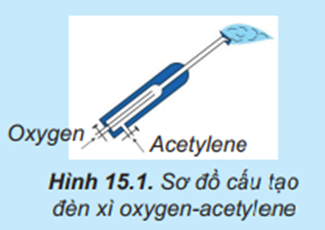 Oxygen
Acetylene
Hình 15.1. Sơ đồ cấu tạo
đèn xì oxygen-acetylene